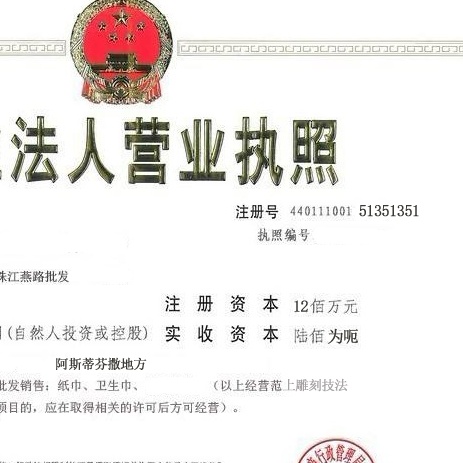 法人营业执照
注册号 440111001 51351351
执照编号
珠江燕路批发
注册资本 12佰万元
(自然人投资或控股) 实收资本 陆佰为呃
阿斯蒂芬撒地方
批发销售：纸巾、卫生巾、 (以上经营范上雕刻技法
项目的，应在取得相关的许可后方可经营)。
行政管理